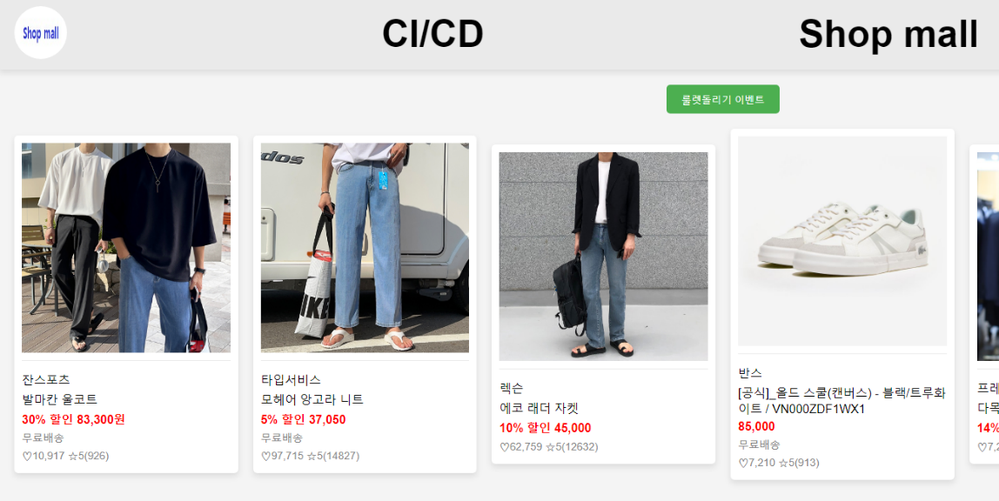 Shop mall
CI/CD
Shop mall
룰렛돌리기 이벤트
dos
NIKE
잔스포츠
발마칸 울코트
30% 할인 83,300원
무료배송
♡10,917 ☆5(926)
타입서비스
모헤어 앙고라 니트
5% 할인 37,050
무료배송
♡97,715 ☆5(14827)
렉슨
에코 래더 자켓
10% 할인 45,000
♡62,759 ☆5(12632)
반스
[공식]_올드 스쿨(캔버스) - 블랙/트루화
이트 / VN000ZDF1WX1
85,000
무료배송
♡7,210 ☆5(913)
프레
다목
14%
♡7,2